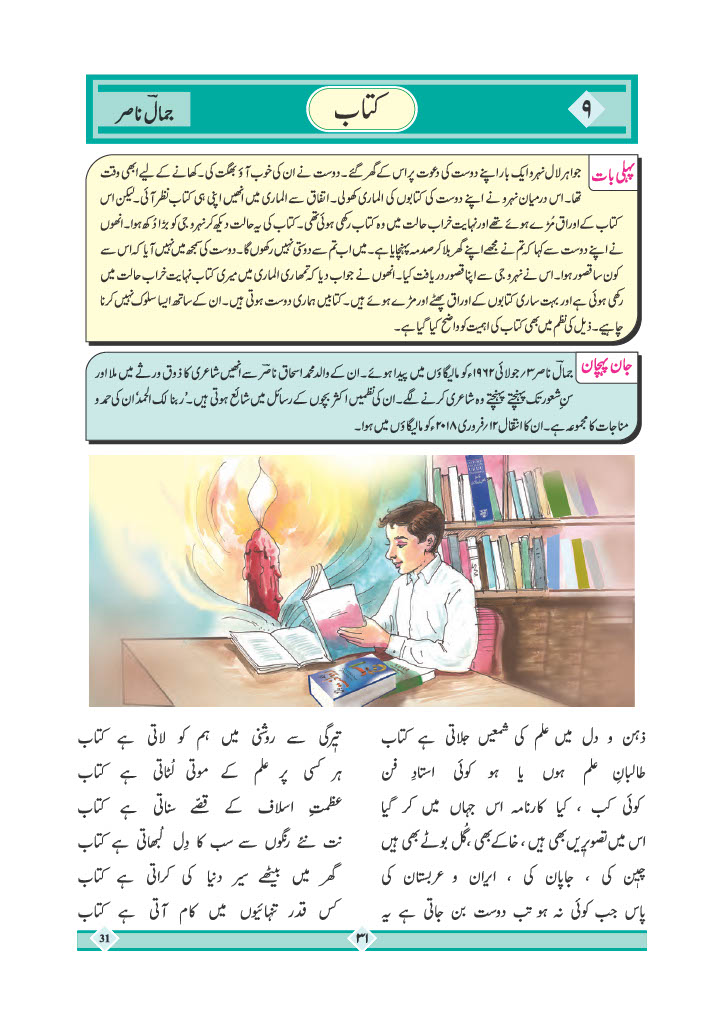 ۹
کتاب
جمالؔ ناصر
پہلی بات
جواہر لال نہرو ایک بار اپنے دوست کی دعوت پر اس کے گھر گئے۔ دوست نے ان کی خوب آؤ بھگت کی۔ کھانے کے لیے ابھی وقت
تھا۔ اس درمیان نہرو نے اپنے دوست کی کتابوں کی الماری کھولی۔ اتفاق سے الماری میں انھیں اپنی ہی کتاب نظر آئی۔ لیکن اس
کتاب کے اوراق مُڑے ہوئے تھے اور نہایت خراب حالت میں وہ کتاب رکھی ہوئی تھی۔ کتاب کی یہ حالت دیکھ کر نہرو جی کو بڑا دُکھ ہوا۔ انھوں
نے اپنے دوست سے کہا کہ تم نے مجھے اپنے گھر بلا کر صدمہ پہنچایا ہے۔ میں اب تم سے دوستی نہیں رکھوں گا۔ دوست کی سمجھ میں نہیں آیا کہ اس سے
کون سا قصور ہوا۔ اس نے نہرو جی سے اپنا قصور دریافت کیا۔ انھوں نے جواب دیا کہ تمھاری الماری میں میری کتاب نہایت خراب حالت میں
رکھی ہوئی ہے اور بہت ساری کتابوں کے اوراق پھٹے اور مڑے ہوئے ہیں۔ کتابیں ہماری دوست ہوتی ہیں۔ ان کے ساتھ ایسا سلوک نہیں کرنا
چاہیے۔ ذیل کی نظم میں بھی کتاب کی اہمیت کو واضح کیا گیا ہے۔
جان پہچان
جمالؔ ناصر ۳؍ جولائی ۱۹۶۲ء کو مالیگاؤں میں پیدا ہوئے۔ ان کے والد محمد اسحاق ناصرؔ سے انھیں شاعری کا ذوق ورثے میں ملا اور
سنِ شعور تک پہنچتے پہنچتے وہ شاعری کرنے لگے۔ ان کی نظمیں اکثر بچوں کے رسائل میں شائع ہوتی ہیں۔ 'ربنا لک الحمد' ان کی حمد و
مناجات کا مجموعہ ہے۔ ان کا انتقال ۱۲؍ فروری ۲۰۱۸ء کو مالیگاؤں میں ہوا۔
ذہن و دل میں علم کی شمعیں جلاتی ہے کتاب تیرگی سے روشنی میں ہم کو لاتی ہے کتاب
طالبانِ علم ہوں یا ہو کوئی استادِ فن ہر کسی پر علم کے موتی لُٹاتی ہے کتاب
کوئی کب ، کیا کارنامہ اس جہاں میں کر گیا عظمتِ اسلاف کے قصّے سناتی ہے کتاب
اس میں تصویریں بھی ہیں ، خاکے بھی ، گُل بوٹے بھی ہیں نت نئے رنگوں سے سب کا دِل لُبھاتی ہے کتاب
چین کی ، جاپان کی ، ایران و عربستان کی گھر میں بیٹھے سیر دنیا کی کراتی ہے کتاب
پاس جب کوئی نہ ہو تب دوست بن جاتی ہے یہ کس قدر تنہائیوں میں کام آتی ہے کتاب
۳۱
31